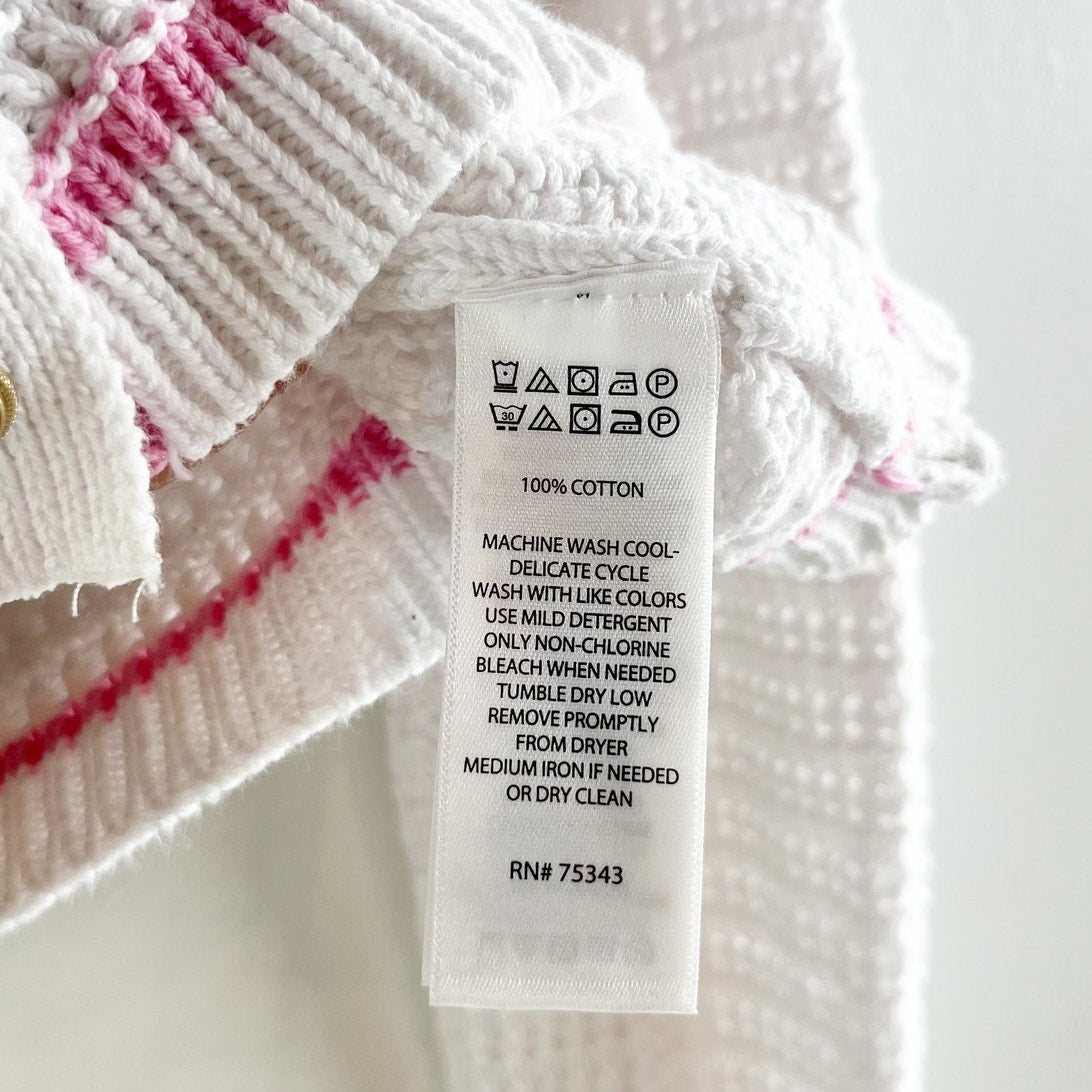 P
30 P
100% COTTON
MACHINE WASH COOL-
DELICATE CYCLE
WASH WITH LIKE COLORS
USE MILD DETERGENT
ONLY NON-CHLORINE
BLEACH WHEN NEEDED
TUMBLE DRY LOW
REMOVE PROMPTLY
FROM DRYER
MEDIUM IRON IF NEEDED
OR DRY CLEAN
RN# 75343